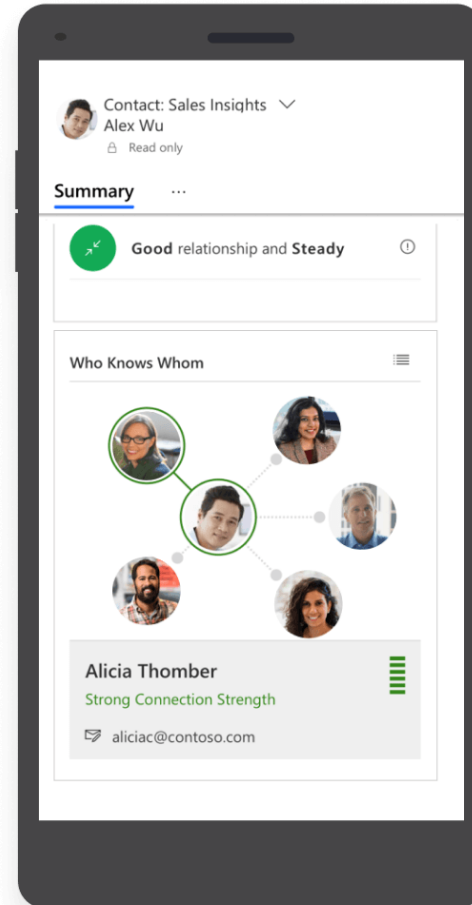 Contact: Sales Insights
Alex Wu
Read only
Summary ...
Good relationship and Steady
Who Knows Whom
Alicia Thomber
Strong Connection Strength
aliciac@contoso.com